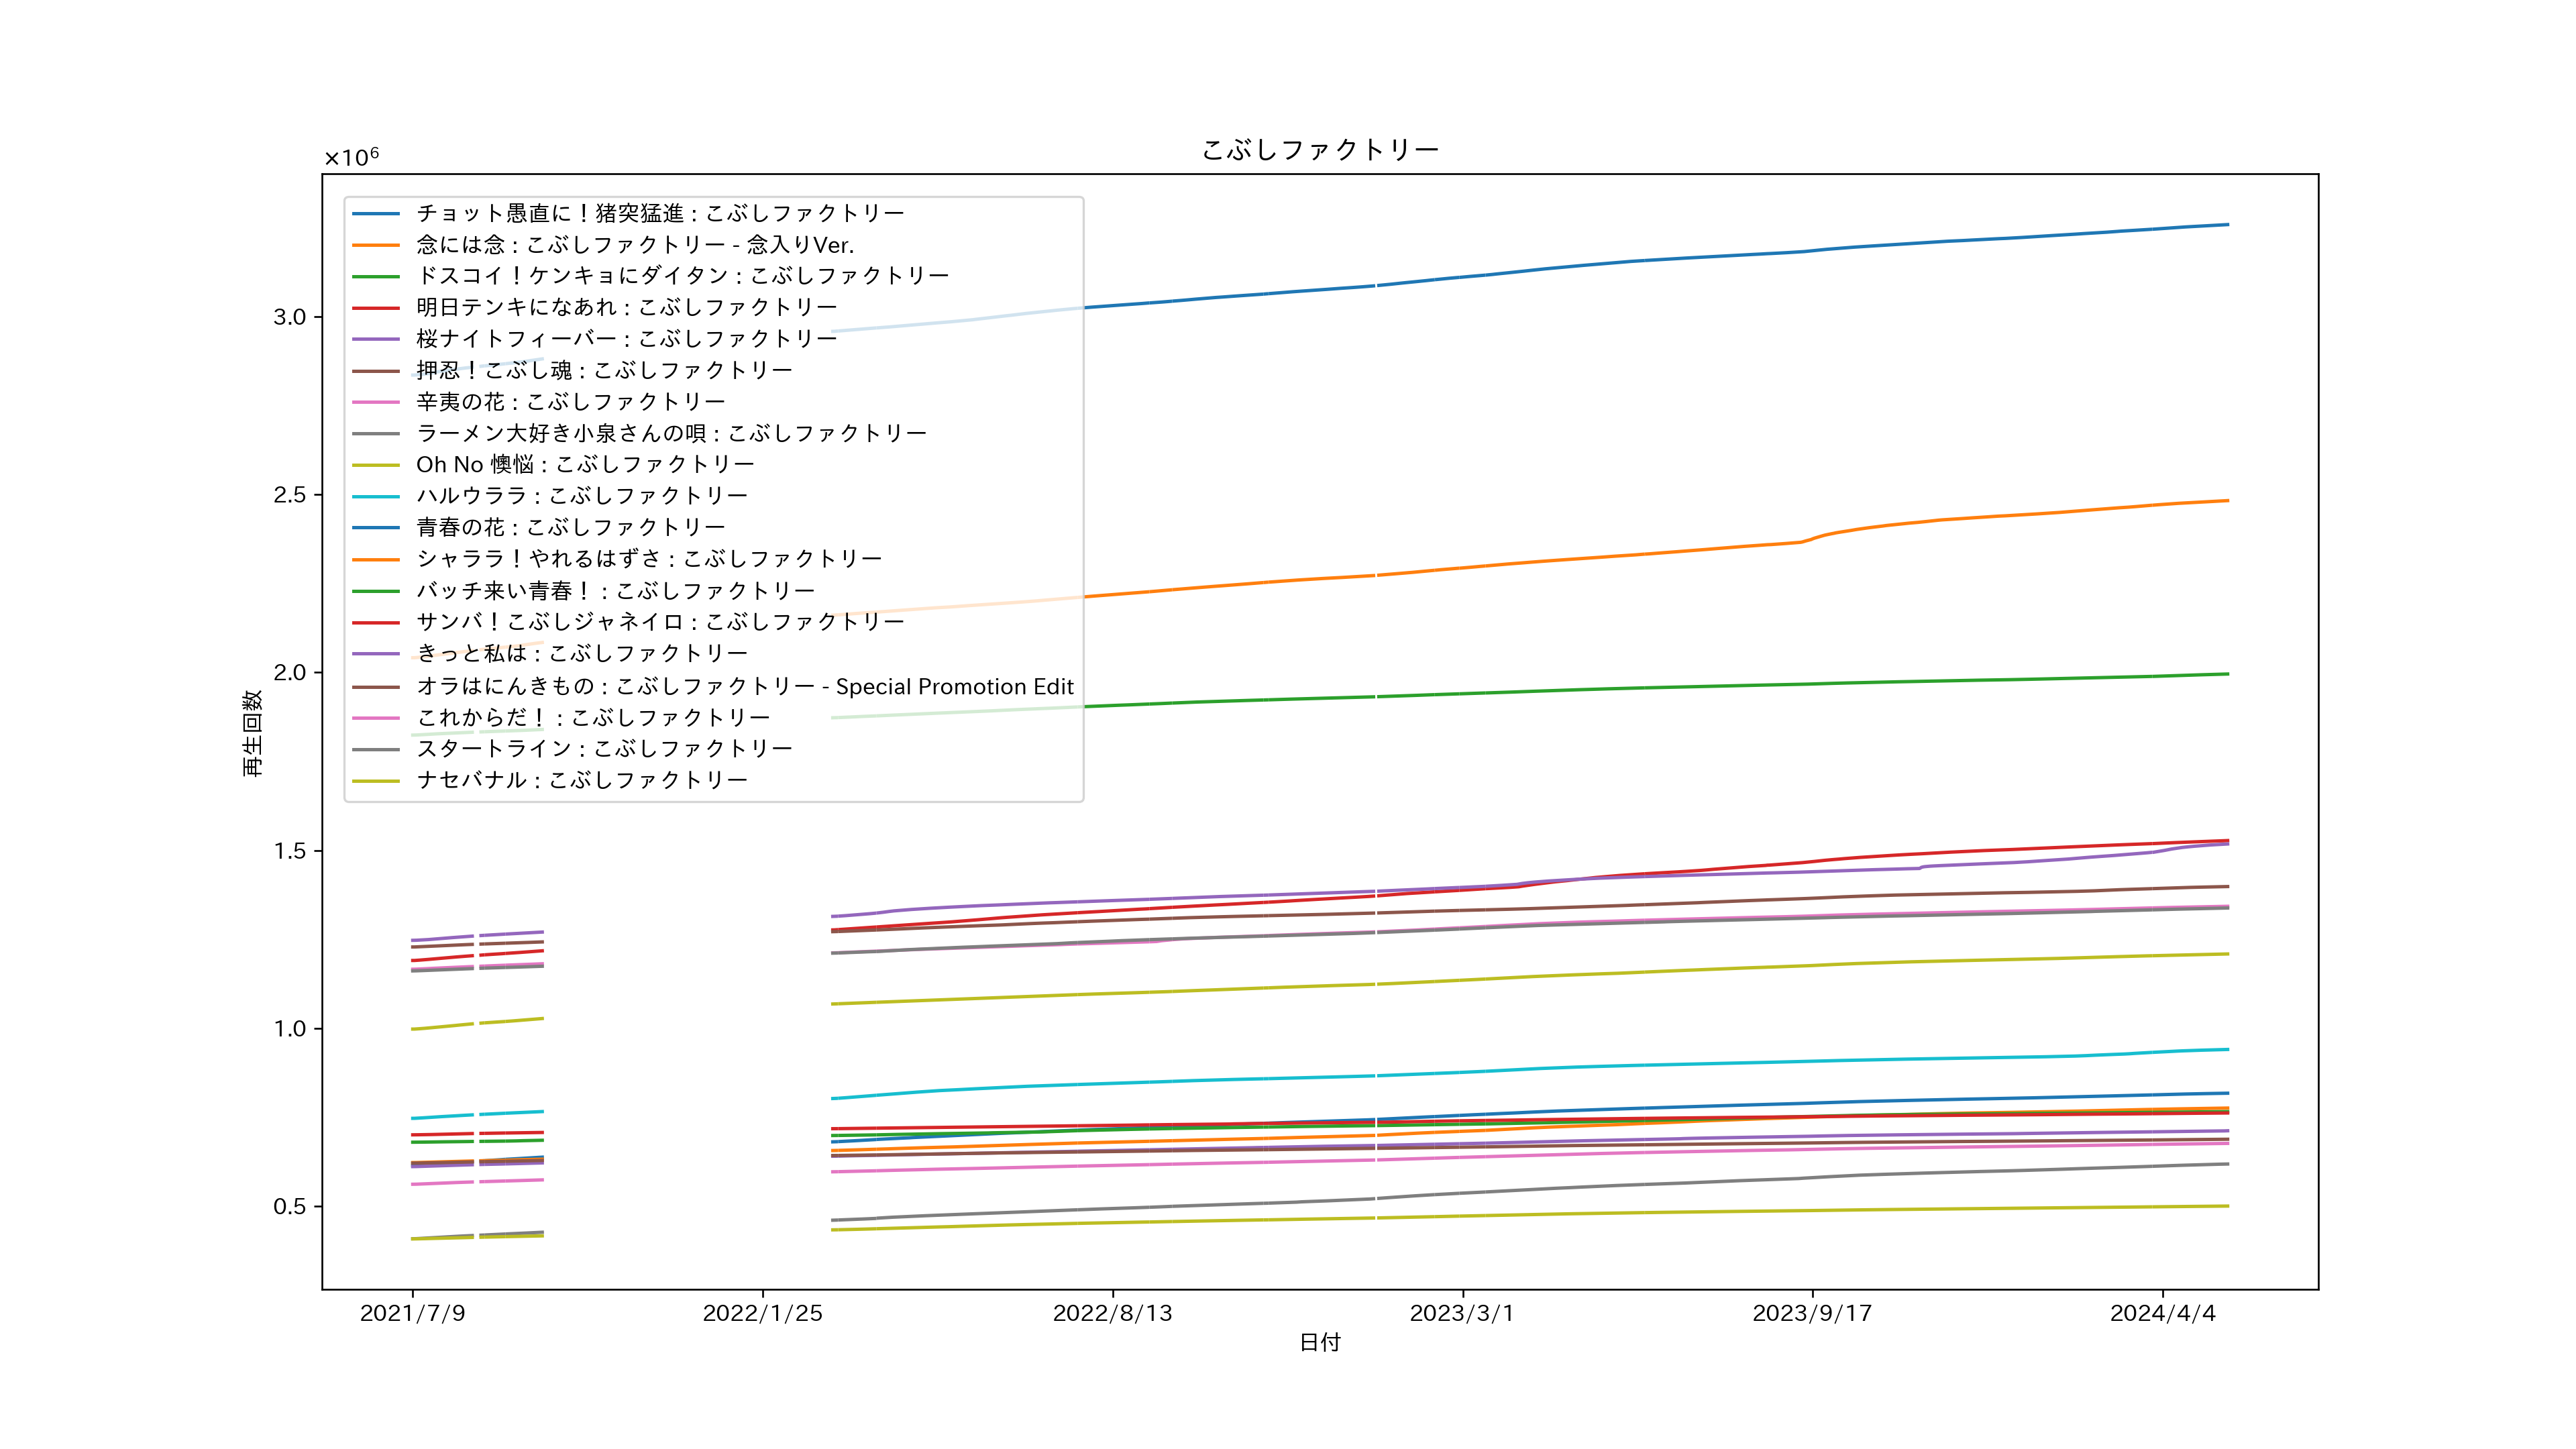 こぶしファクトリー
×10⁶
チョット愚直に！猪突猛進 : こぶしファクトリー
念には念 : こぶしファクトリー - 念入りVer.
ドスコイ！ケンキョにダイタン : こぶしファクトリー
明日テンキになあれ : こぶしファクトリー
桜ナイトフィーバー : こぶしファクトリー
押忍！こぶし魂 : こぶしファクトリー
辛夷の花 : こぶしファクトリー
ラーメン大好き小泉さんの唄 : こぶしファクトリー
Oh No 懊悩 : こぶしファクトリー
ハルウララ : こぶしファクトリー
青春の花 : こぶしファクトリー
シャララ！やれるはずさ : こぶしファクトリー
バッチ来い青春！ : こぶしファクトリー
サンバ！こぶしジャネイロ : こぶしファクトリー
きっと私は : こぶしファクトリー
オラはにんきもの : こぶしファクトリー - Special Promotion Edit
これからだ！ : こぶしファクトリー
スタートライン : こぶしファクトリー
ナセバナル : こぶしファクトリー
3.0
2.5
2.0
1.5
1.0
0.5
再生回数
2021/7/9
2022/1/25
2022/8/13
2023/3/1
2023/9/17
2024/4/4
日付